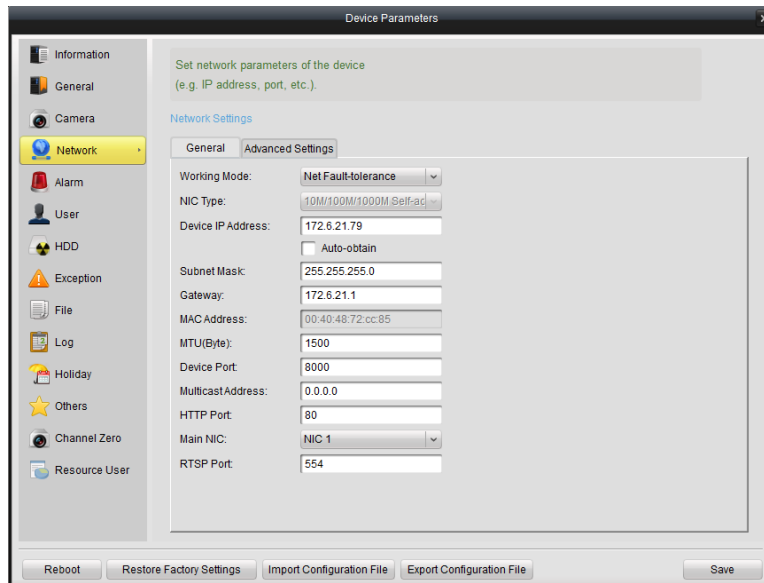 Device Parameters
Information
General
Camera
Network
Alarm
User
HDD
Exception
File
Log
Holiday
Others
Channel Zero
Resource User
Set network parameters of the device
(e.g. IP address, port, etc.).
Network Settings
General Advanced Settings
Working Mode: Net Fault-tolerance
NIC Type: 10M/100M/1000M Self-ac
Device IP Address: 172.6.21.79
Auto-obtain
Subnet Mask: 255.255.255.0
Gateway: 172.6.21.1
MAC Address: 00:40:48:72:cc:85
MTU(Byte): 1500
Device Port: 8000
Multicast Address: 0.0.0.0
HTTP Port: 80
Main NIC: NIC 1
RTSP Port: 554
Reboot Restore Factory Settings Import Configuration File Export Configuration File Save